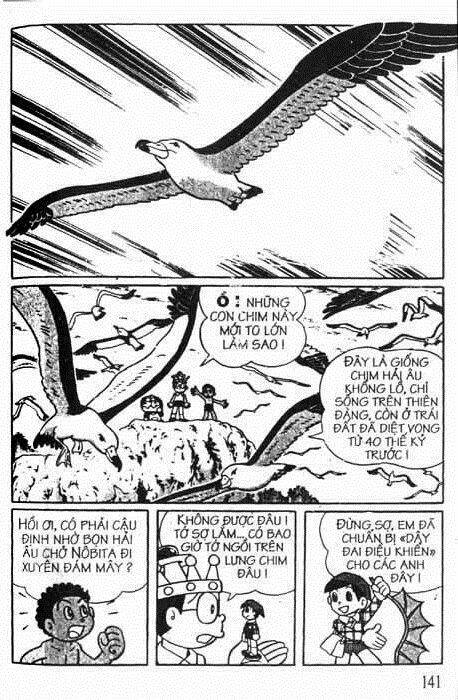 Ồ : NHỮNG
CON CHIM NÀY
MỚI TO LỚN
LÀM SAO !
ĐÂY LÀ GIỐNG
CHIM HẢI ÂU
KHỔNG LỒ, CHỈ
SỐNG TRÊN THIÊN
ĐÀNG, CÒN Ở TRÁI
ĐẤT ĐÃ DIỆT VONG
TỪ 40 THẾ KỶ
TRƯỚC !
HỒI ƠI, CÓ PHẢI CẬU
ĐỊNH NHỜ BỌN HẢI
ÂU CHỞ NÔBITA ĐI
XUYÊN ĐÁM MÂY ?
KHÔNG ĐƯỢC ĐÂU !
TỚ SỢ LẮM... CÓ BAO
GIỜ TỚ NGỒI TRÊN
LƯNG CHIM
ĐÂU !
ĐỪNG SỢ, EM ĐÃ
CHUẨN BỊ «DÂY
ĐAI ĐIỀU KHIỂN»
CHO CÁC ANH
ĐÂY !
141